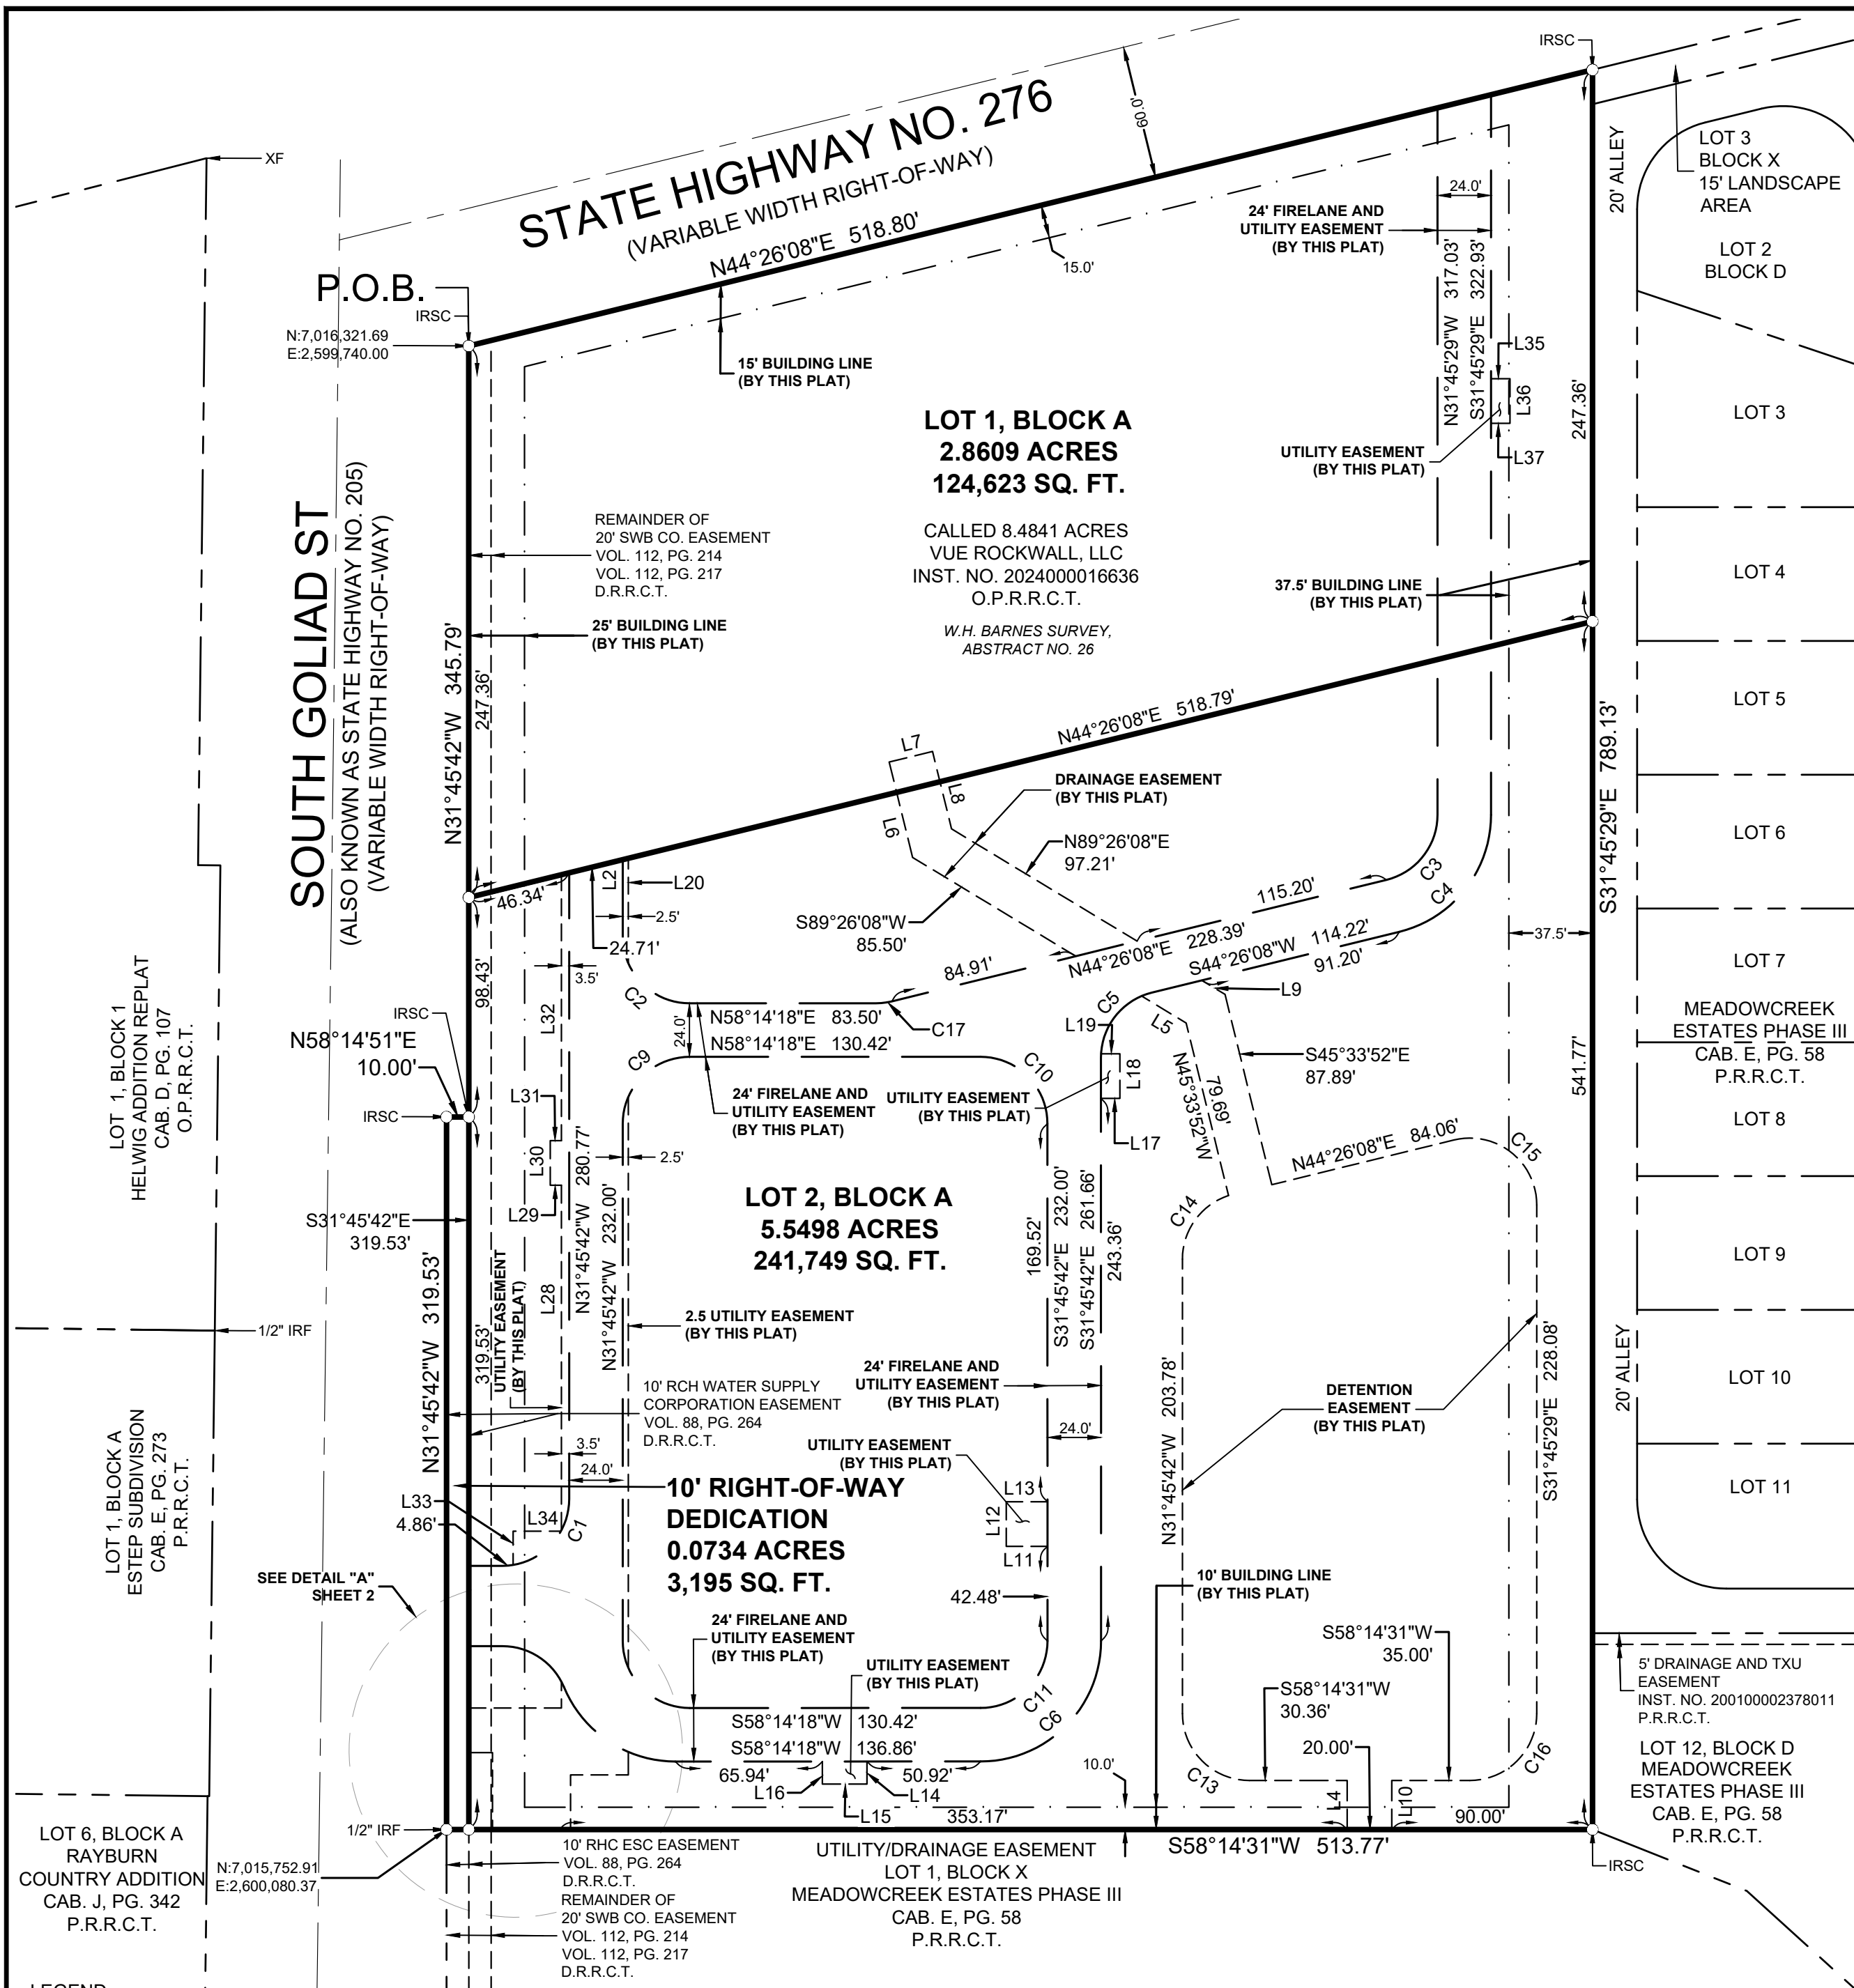 IRSC
XF
STATE HIGHWAY NO. 276
(VARIABLE WIDTH RIGHT-OF-WAY)
N44°26'08"E 518.80'
60.0'
15.0'
20' ALLEY
LOT 3
BLOCK X
15' LANDSCAPE
AREA
LOT 2
BLOCK D
24.0'
24' FIRELANE AND
UTILITY EASEMENT
(BY THIS PLAT)
N31°45'29"W 317.03'
S31°45'29"E 322.93'
P.O.B.
IRSC
N:7,016,321.69
E:2,599,740.00
15' BUILDING LINE
(BY THIS PLAT)
L35
L36
L37
247.36'
LOT 3
LOT 1, BLOCK A
2.8609 ACRES
124,623 SQ. FT.
UTILITY EASEMENT
(BY THIS PLAT)
CALLED 8.4841 ACRES
VUE ROCKWALL, LLC
INST. NO. 2024000016636
O.P.R.R.C.T.
W.H. BARNES SURVEY,
ABSTRACT NO. 26
REMAINDER OF
20' SWB CO. EASEMENT
VOL. 112, PG. 214
VOL. 112, PG. 217
D.R.R.C.T.
37.5' BUILDING LINE
(BY THIS PLAT)
LOT 4
25' BUILDING LINE
(BY THIS PLAT)
SOUTH GOLIAD ST
(ALSO KNOWN AS STATE HIGHWAY NO. 205)
(VARIABLE WIDTH RIGHT-OF-WAY)
N31°45'42"W 345.79'
247.36'
N44°26'08"E 518.79'
LOT 5
S31°45'29"E 789.13'
L7
L8
L6
DRAINAGE EASEMENT
(BY THIS PLAT)
N89°26'08"E
97.21'
LOT 6
46.34'
L2
L20
2.5'
24.71'
3.5'
S89°26'08"W
85.50'
C3
C4
115.20'
N44°26'08"E 228.39'
S44°26'08"W 114.22'
91.20'
84.91'
37.5'
LOT 7
LOT 1, BLOCK 1
HELWIG ADDITION REPLAT
CAB. D, PG. 107
O.P.R.R.C.T.
98.43'
L32
C2
IRSC
N58°14'51"E
10.00'
IRSC
24.0'
N58°14'18"E 83.50'
N58°14'18"E 130.42'
C17
C9
C10
C5
L9
L5
L19
L18
L17
MEADOWCREEK
ESTATES PHASE III
CAB. E, PG. 58
P.R.R.C.T.
541.77'
S45°33'52"E
87.89'
N45°33'52"W
79.69'
24' FIRELANE AND
UTILITY EASEMENT
(BY THIS PLAT)
UTILITY EASEMENT
(BY THIS PLAT)
L31
L30
L29
2.5'
LOT 8
N44°26'08"E 84.06'
C15
C14
S31°45'42"E
319.53'
N31°45'42"W 280.77'
N31°45'42"W 232.00'
LOT 2, BLOCK A
5.5498 ACRES
241,749 SQ. FT.
169.52'
S31°45'42"E 232.00'
S31°45'42"E 261.66'
243.36'
LOT 9
1/2" IRF
N31°45'42"W 319.53'
319.53'
UTILITY EASEMENT
(BY THIS PLAT)
L28
2.5 UTILITY EASEMENT
(BY THIS PLAT)
24' FIRELANE AND
UTILITY EASEMENT
(BY THIS PLAT)
10' RCH WATER SUPPLY
CORPORATION EASEMENT
VOL. 88, PG. 264
D.R.R.C.T.
N31°45'42"W 203.78'
DETENTION
EASEMENT
(BY THIS PLAT)
S31°45'29"E 228.08'
20' ALLEY
LOT 10
LOT 1, BLOCK A
ESTEP SUBDIVISION
CAB. E, PG. 273
P.R.R.C.T.
3.5'
24.0'
24.0'
UTILITY EASEMENT
(BY THIS PLAT)
10' RIGHT-OF-WAY
DEDICATION
0.0734 ACRES
3,195 SQ. FT.
L33
4.86'
L34
C1
L13
L12
L11
LOT 11
SEE DETAIL "A"
SHEET 2
42.48'
10' BUILDING LINE
(BY THIS PLAT)
24' FIRELANE AND
UTILITY EASEMENT
(BY THIS PLAT)
UTILITY EASEMENT
(BY THIS PLAT)
S58°14'31"W
35.00'
S58°14'31"W
30.36'
5' DRAINAGE AND TXU
EASEMENT
INST. NO. 200100002378011
P.R.R.C.T.
C11
C6
S58°14'18"W 130.42'
S58°14'18"W 136.86'
65.94'
50.92'
L16
L14
L15
10.0'
20.00'
C13
C16
L4
L10
353.17'
90.00'
LOT 12, BLOCK D
MEADOWCREEK
ESTATES PHASE III
CAB. E, PG. 58
P.R.R.C.T.
LOT 6, BLOCK A
RAYBURN
COUNTRY ADDITION
CAB. J, PG. 342
P.R.R.C.T.
1/2" IRF
N:7,015,752.91
E:2,600,080.37
10' RHC ESC EASEMENT
VOL. 88, PG. 264
D.R.R.C.T.
REMAINDER OF
20' SWB CO. EASEMENT
VOL. 112, PG. 214
VOL. 112, PG. 217
D.R.R.C.T.
UTILITY/DRAINAGE EASEMENT
LOT 1, BLOCK X
MEADOWCREEK ESTATES PHASE III
CAB. E, PG. 58
P.R.R.C.T.
S58°14'31"W 513.77'
IRSC